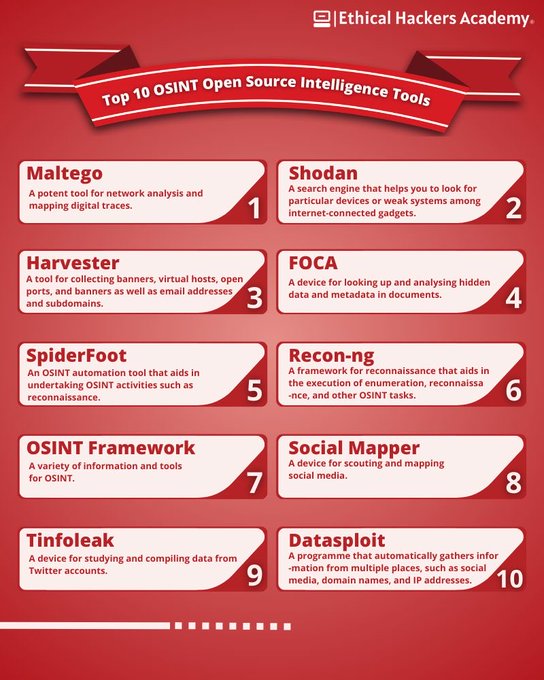 Ethical Hackers Academy®
Top 10 OSINT Open Source Intelligence Tools
Maltego
A potent tool for network analysis and
mapping digital traces.
1
Shodan
A search engine that helps you to look for
particular devices or weak systems among
internet-connected gadgets.
2
Harvester
A tool for collecting banners, virtual hosts, open
ports, and banners as well as email addresses
and subdomains.
3
FOCA
A device for looking up and analysing hidden
data and metadata in documents.
4
SpiderFoot
An OSINT automation tool that aids in
undertaking OSINT activities such as
reconnaissance.
5
Recon-ng
A framework for reconnaissance that aids in
the execution of enumeration, reconnaissa
-nce, and other OSINT tasks.
6
OSINT Framework
A variety of information and tools
for OSINT.
7
Social Mapper
A device for scouting and mapping
social media.
8
Tinfoleak
A device for studying and compiling data from
Twitter accounts.
9
Datasploit
A programme that automatically gathers infor
-mation from multiple places, such as social
media, domain names, and IP addresses.
10